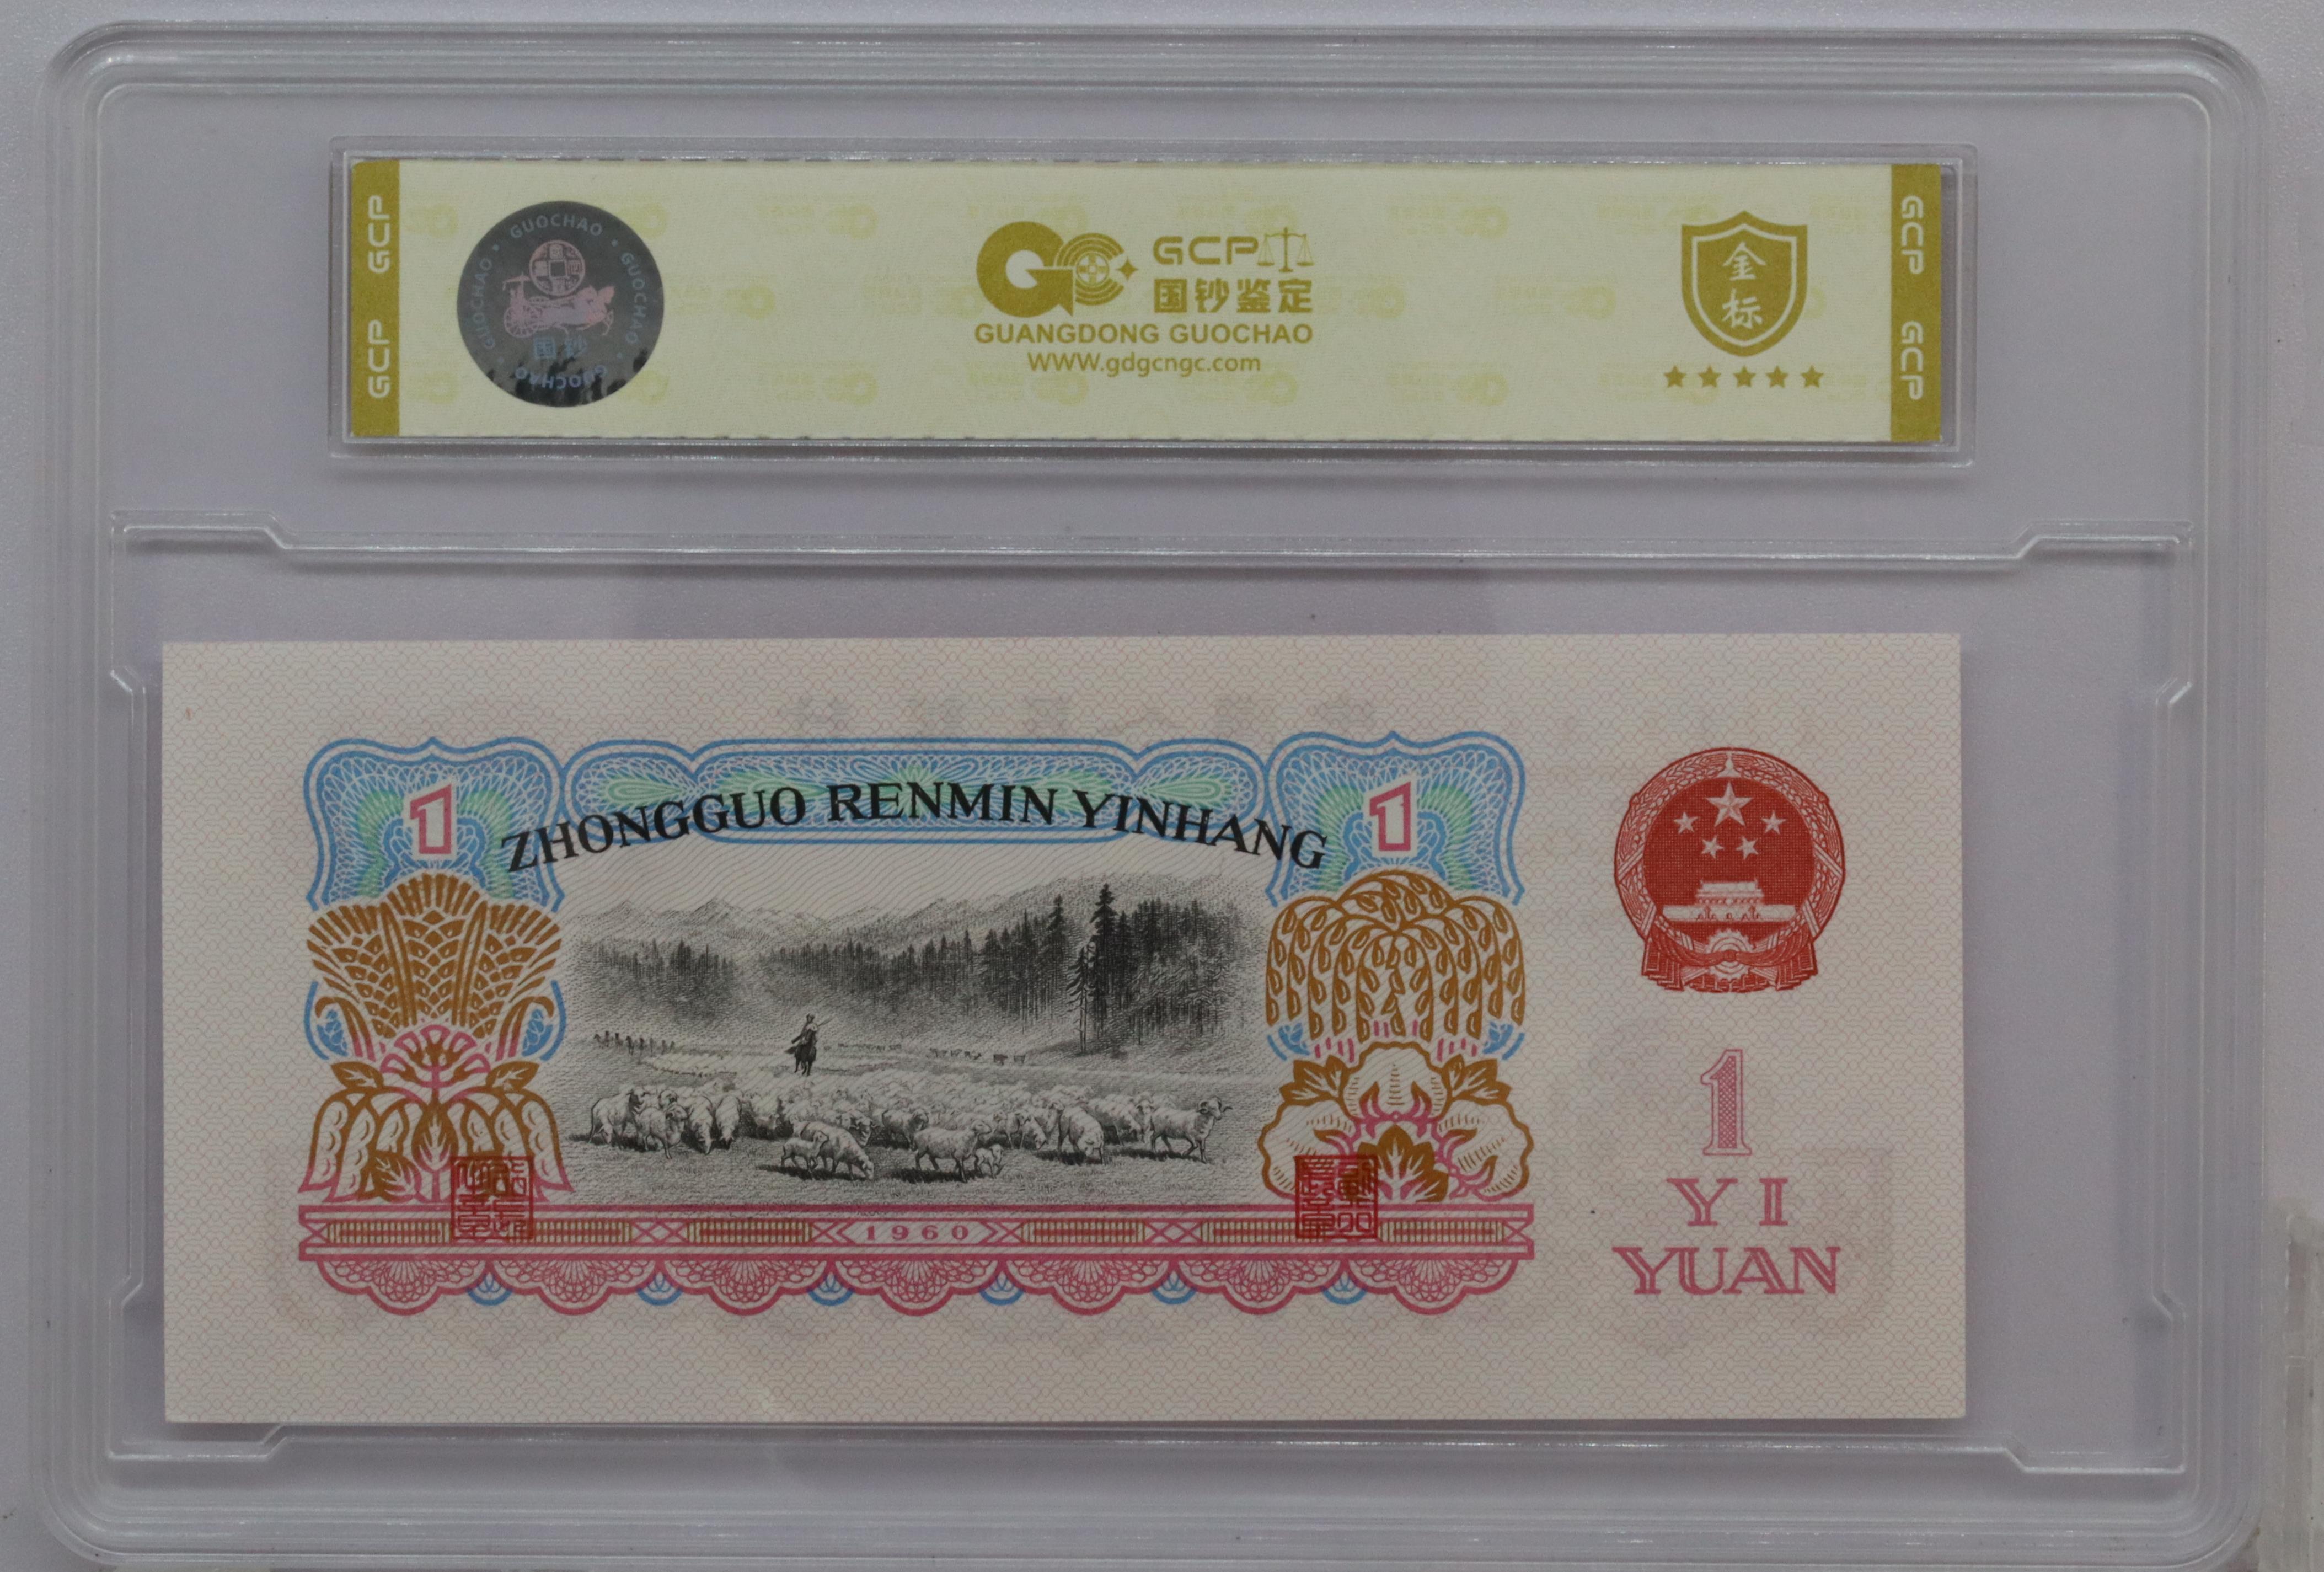 GCP GCP
GUOCHAO · GUOCHAO · GUOCHAO · GUOCHAO
国钞
GCP
国钞鉴定
GUANGDONG GUOCHAO
WWW.gdgcngc.com
金
标
GCP GCP
1
ZHONGGUO RENMIN YINHANG
1
1960
1
YI
YUAN